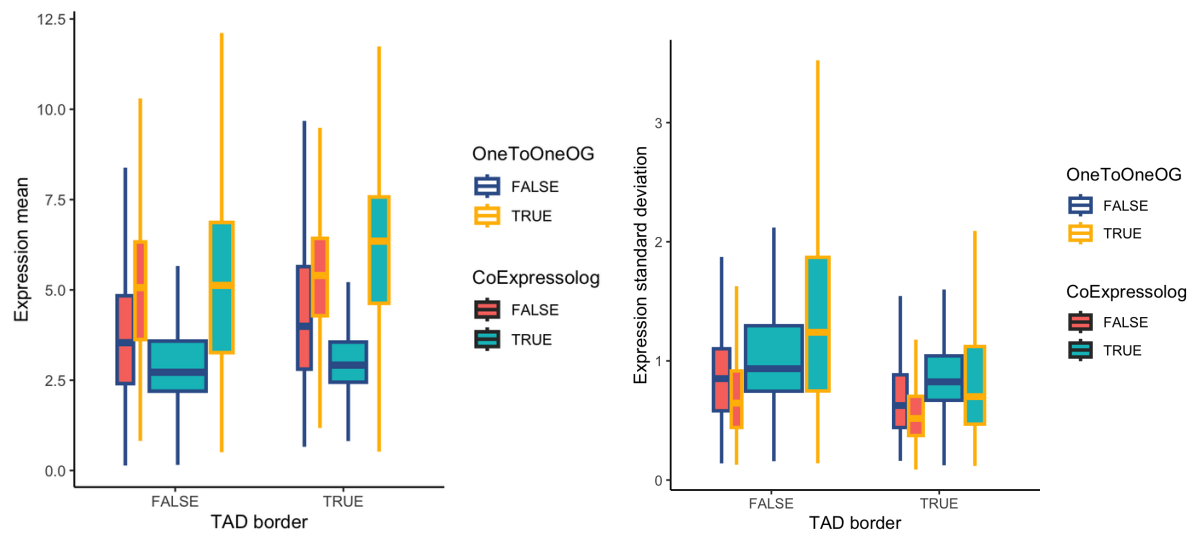 12.5
10.0
7.5
5.0
2.5
0.0
Expression mean
FALSE
TRUE
TAD border
OneToOneOG
FALSE
TRUE
CoExpressolog
FALSE
TRUE
3
2
1
0
Expression standard deviation
FALSE
TRUE
TAD border
OneToOneOG
FALSE
TRUE
CoExpressolog
FALSE
TRUE